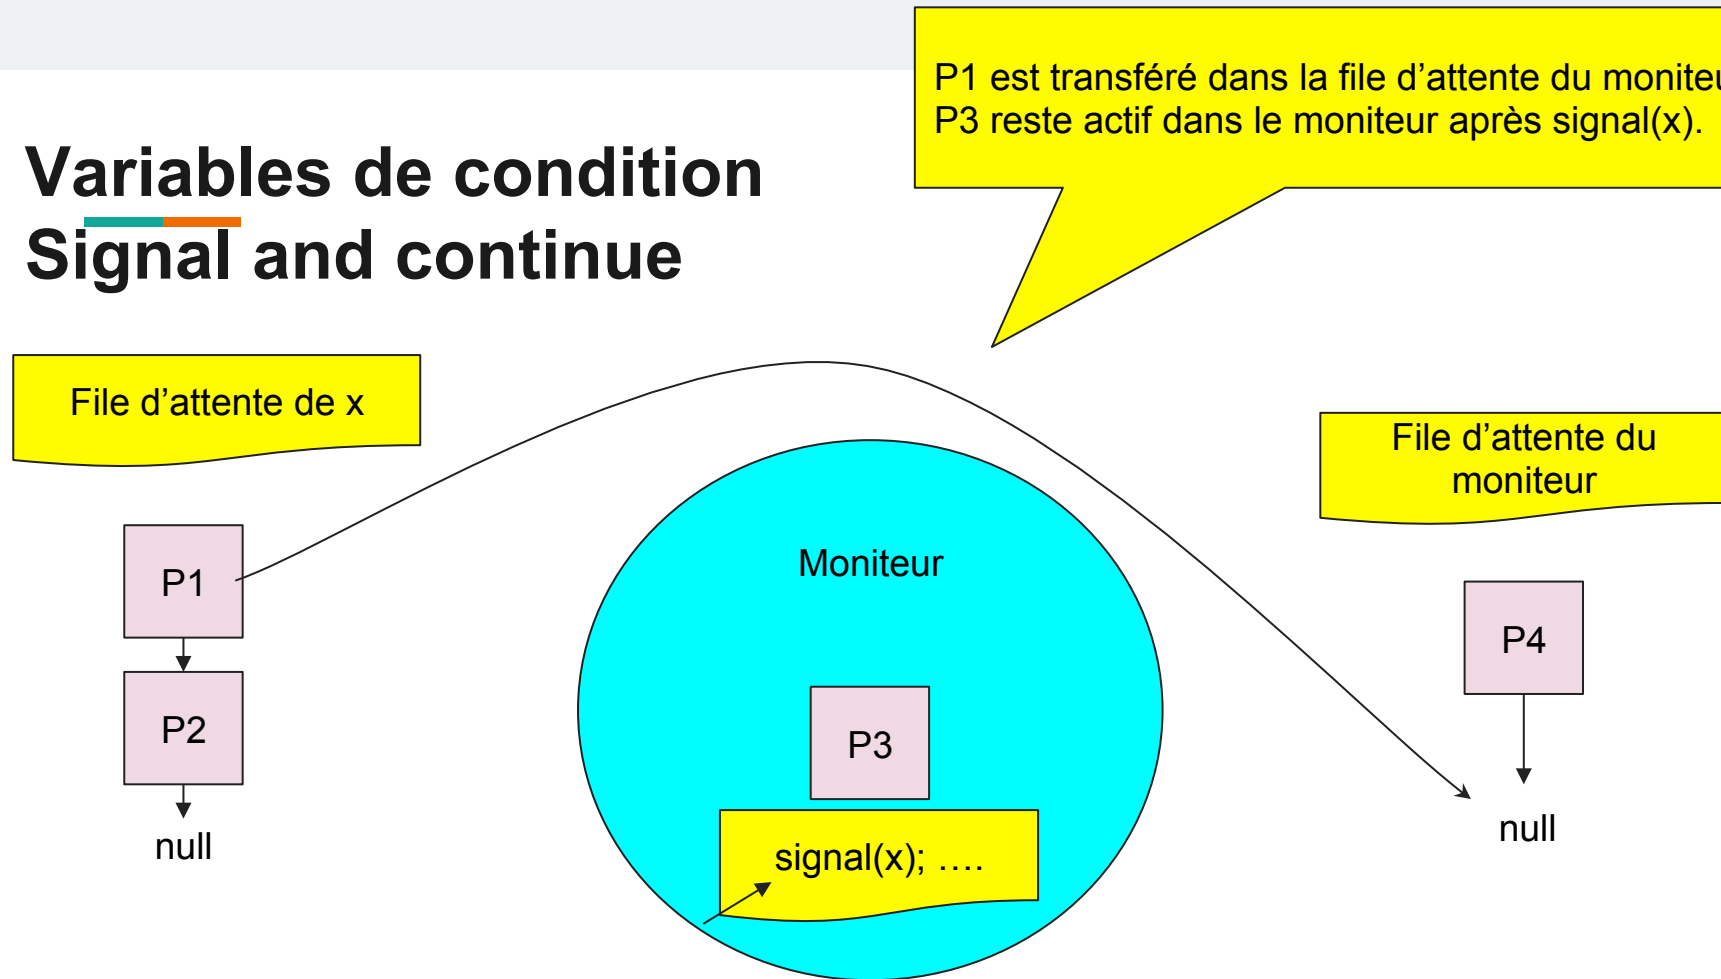 P1 est transféré dans la file d’attente du moniteu
P3 reste actif dans le moniteur après signal(x).
Variables de condition
Signal and continue
File d’attente de x
File d’attente du
moniteur
P1
Moniteur
P4
P2
P3
null
signal(x); ….
null